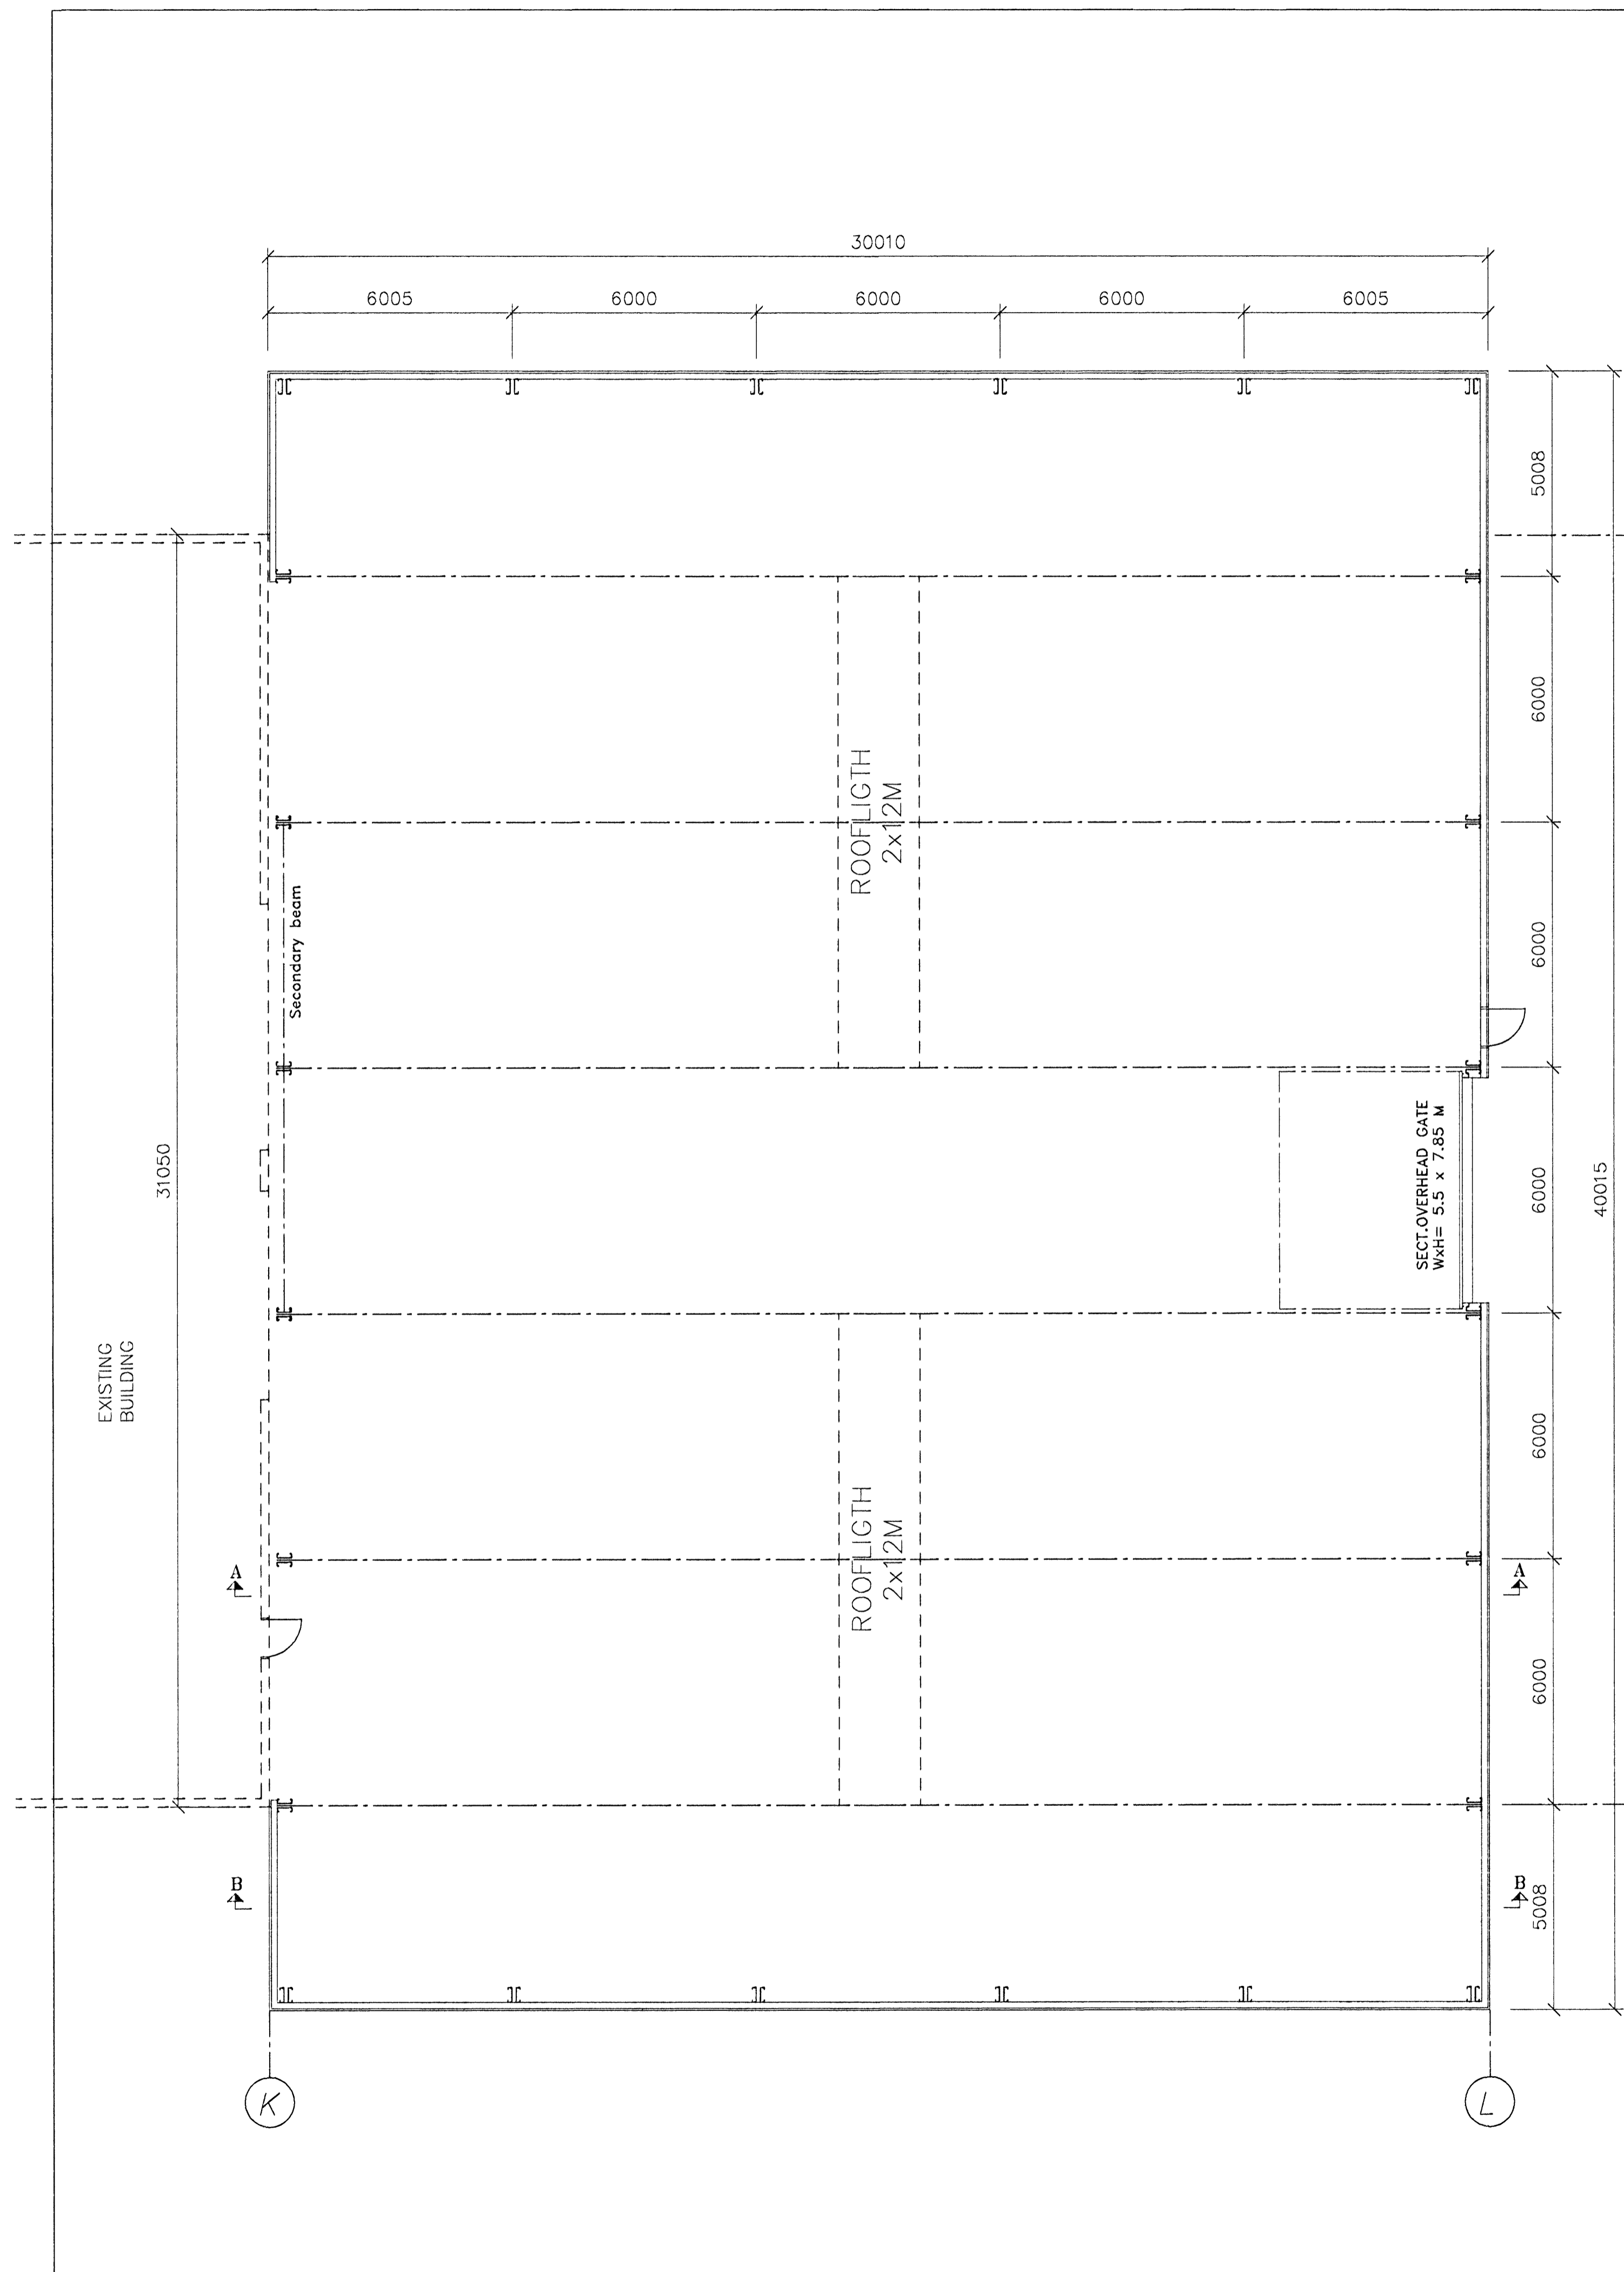 30010
6005
6000
6000
6000
6005
5008
6000
ROOFLIGTH
2x12M
Secondary beam
6000
31050
SECT.OVERHEAD GATE
WxH= 5.5 x 7.85 M
6000
40015
EXISTING
BUILDING
6000
ROOFLIGTH
2x12M
A
A
6000
B
B
5008
K
L